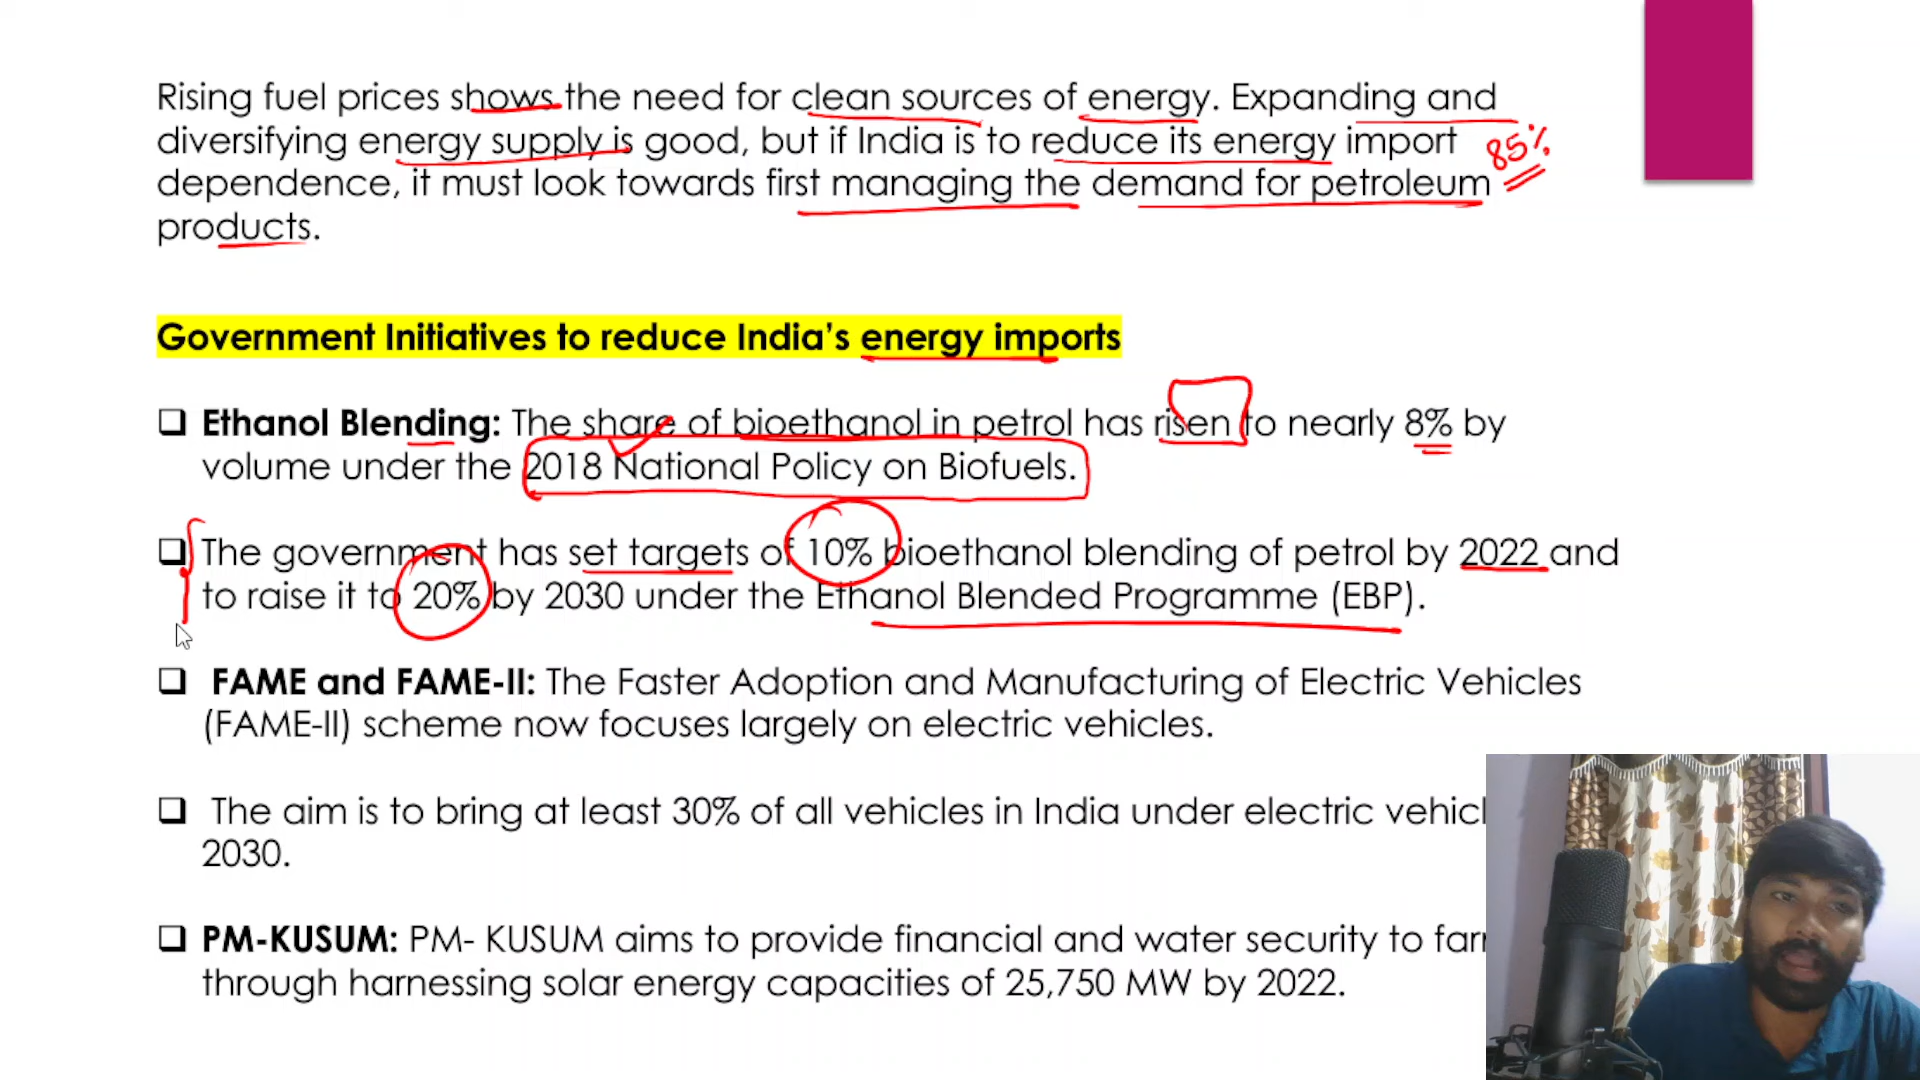 Rising fuel prices shows the need for clean sources of energy. Expanding and
diversifying energy supply is good, but if India is to reduce its energy import
85%
dependence, it must look towards first managing the demand for petroleum
products.
Government Initiatives to reduce India’s energy imports
❑ Ethanol Blending: The share of bioethanol in petrol has risen to nearly 8% by
volume under the 2018 National Policy on Biofuels.
❑ The government has set targets of 10% bioethanol blending of petrol by 2022 and
to raise it to 20% by 2030 under the Ethanol Blended Programme (EBP).
❑ FAME and FAME-II: The Faster Adoption and Manufacturing of Electric Vehicles
(FAME-II) scheme now focuses largely on electric vehicles.
❑ The aim is to bring at least 30% of all vehicles in India under electric
2030.
❑ PM-KUSUM: PM- KUSUM aims to provide financial and water security to
through harnessing solar energy capacities of 25,750 MW by 2022.